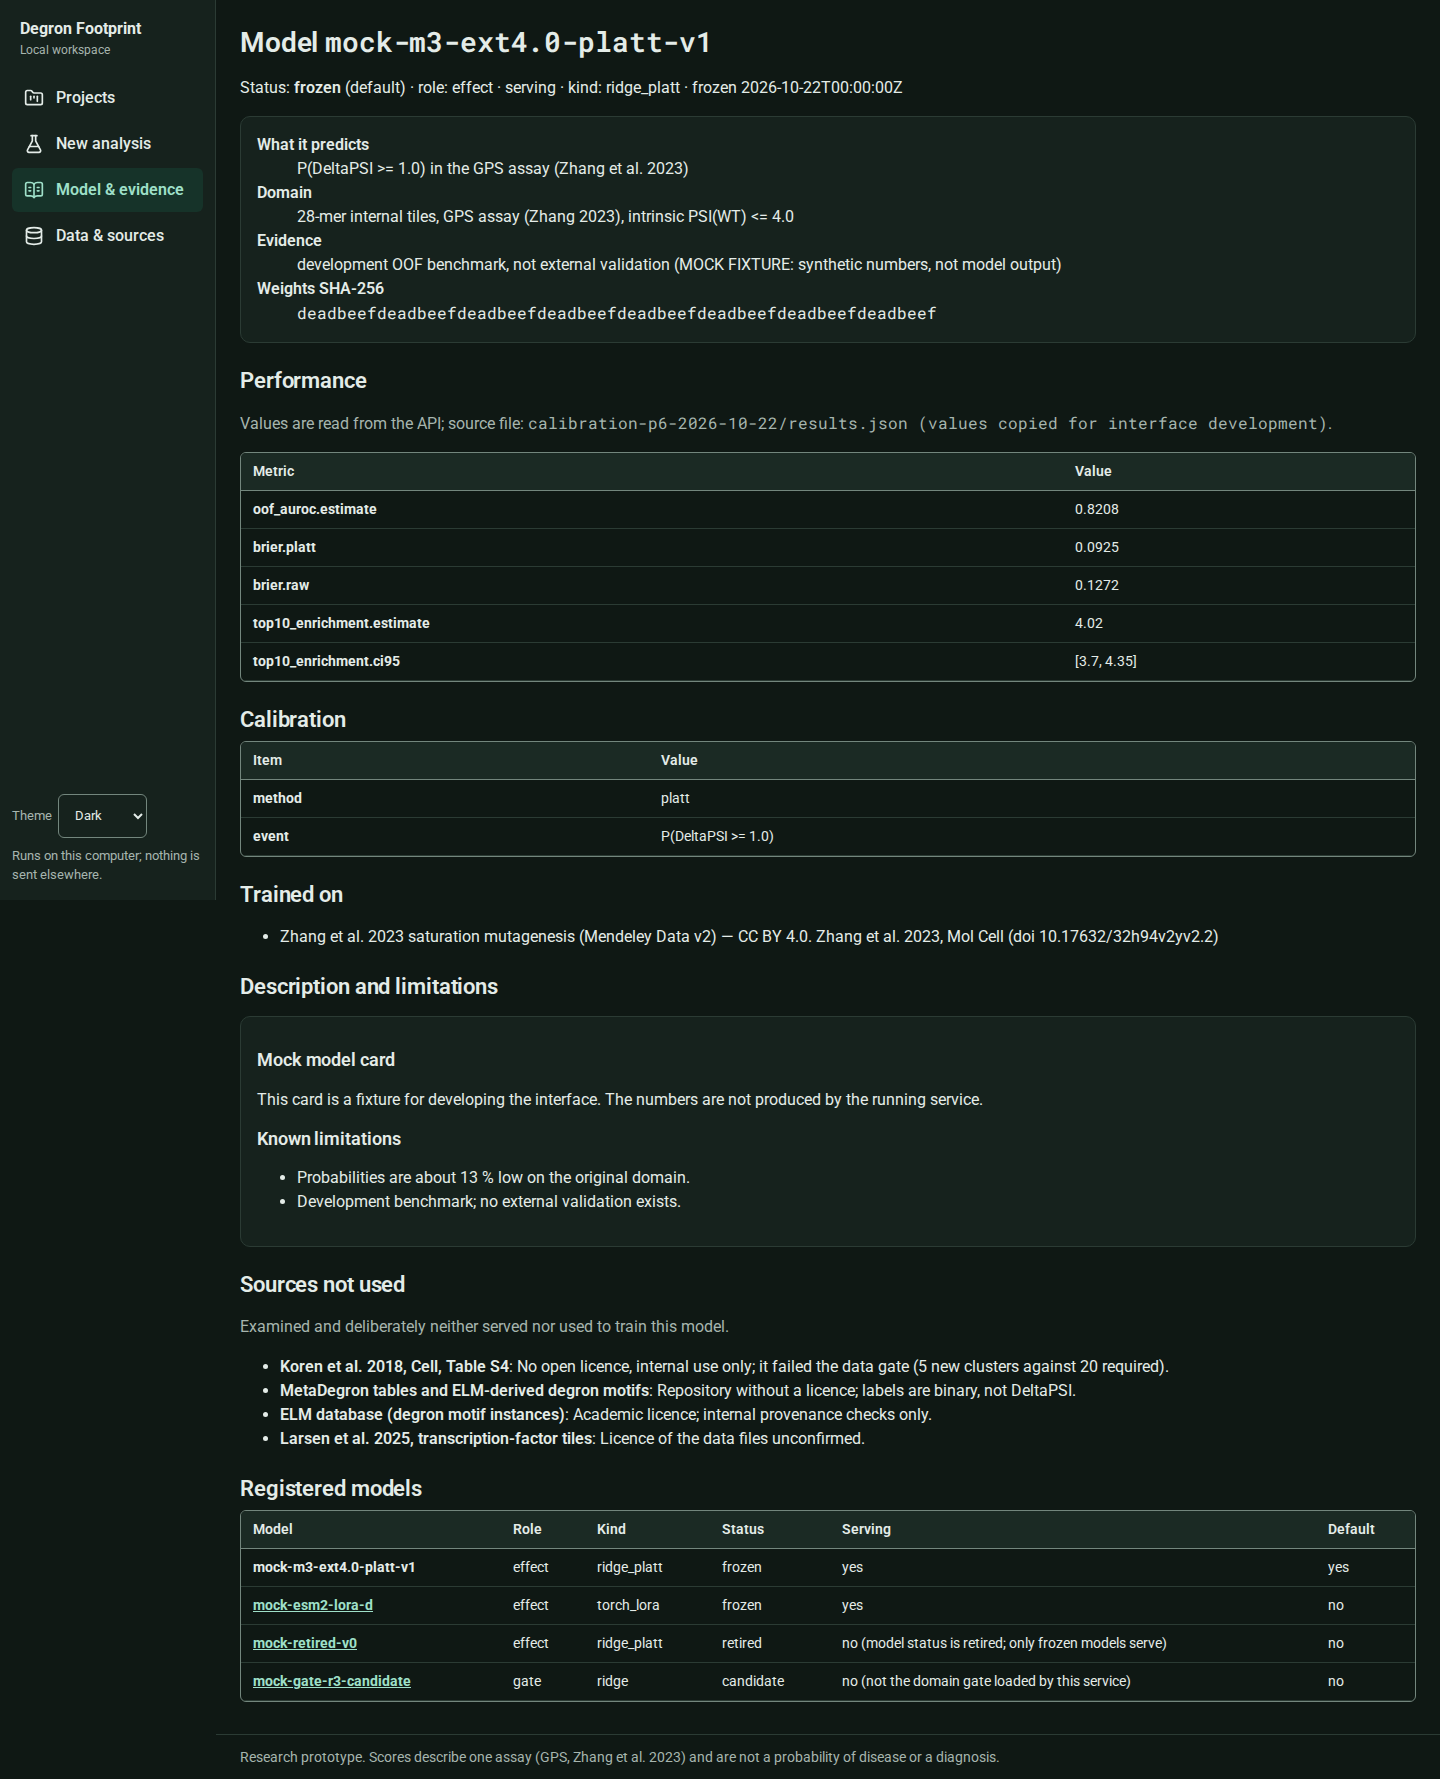 Degron Footprint
Local workspace
Projects
New analysis
Model & evidence
Data & sources
Theme Dark
Runs on this computer; nothing is
sent elsewhere.
Model mock-m3-ext4.0-platt-v1
Status: frozen (default) · role: effect · serving · kind: ridge_platt · frozen 2026-10-22T00:00:00Z
What it predicts
P(DeltaPSI >= 1.0) in the GPS assay (Zhang et al. 2023)
Domain
28-mer internal tiles, GPS assay (Zhang 2023), intrinsic PSI(WT) <= 4.0
Evidence
development OOF benchmark, not external validation (MOCK FIXTURE: synthetic numbers, not model output)
Weights SHA-256
deadbeefdeadbeefdeadbeefdeadbeefdeadbeefdeadbeefdeadbeefdeadbeef
Performance
Values are read from the API; source file: calibration-p6-2026-10-22/results.json (values copied for interface development).
Metric Value
oof_auroc.estimate 0.8208
brier.platt 0.0925
brier.raw 0.1272
top10_enrichment.estimate 4.02
top10_enrichment.ci95 [3.7, 4.35]
Calibration
Item Value
method platt
event P(DeltaPSI >= 1.0)
Trained on
• Zhang et al. 2023 saturation mutagenesis (Mendeley Data v2) — CC BY 4.0. Zhang et al. 2023, Mol Cell (doi 10.17632/32h94v2yv2.2)
Description and limitations
Mock model card
This card is a fixture for developing the interface. The numbers are not produced by the running service.
Known limitations
• Probabilities are about 13 % low on the original domain.
• Development benchmark; no external validation exists.
Sources not used
Examined and deliberately neither served nor used to train this model.
• Koren et al. 2018, Cell, Table S4: No open licence, internal use only; it failed the data gate (5 new clusters against 20 required).
• MetaDegron tables and ELM-derived degron motifs: Repository without a licence; labels are binary, not DeltaPSI.
• ELM database (degron motif instances): Academic licence; internal provenance checks only.
• Larsen et al. 2025, transcription-factor tiles: Licence of the data files unconfirmed.
Registered models
Model Role Kind Status Serving Default
mock-m3-ext4.0-platt-v1 effect ridge_platt frozen yes yes
mock-esm2-lora-d effect torch_lora frozen yes no
mock-retired-v0 effect ridge_platt retired no (model status is retired; only frozen models serve) no
mock-gate-r3-candidate gate ridge candidate no (not the domain gate loaded by this service) no
Research prototype. Scores describe one assay (GPS, Zhang et al. 2023) and are not a probability of disease or a diagnosis.